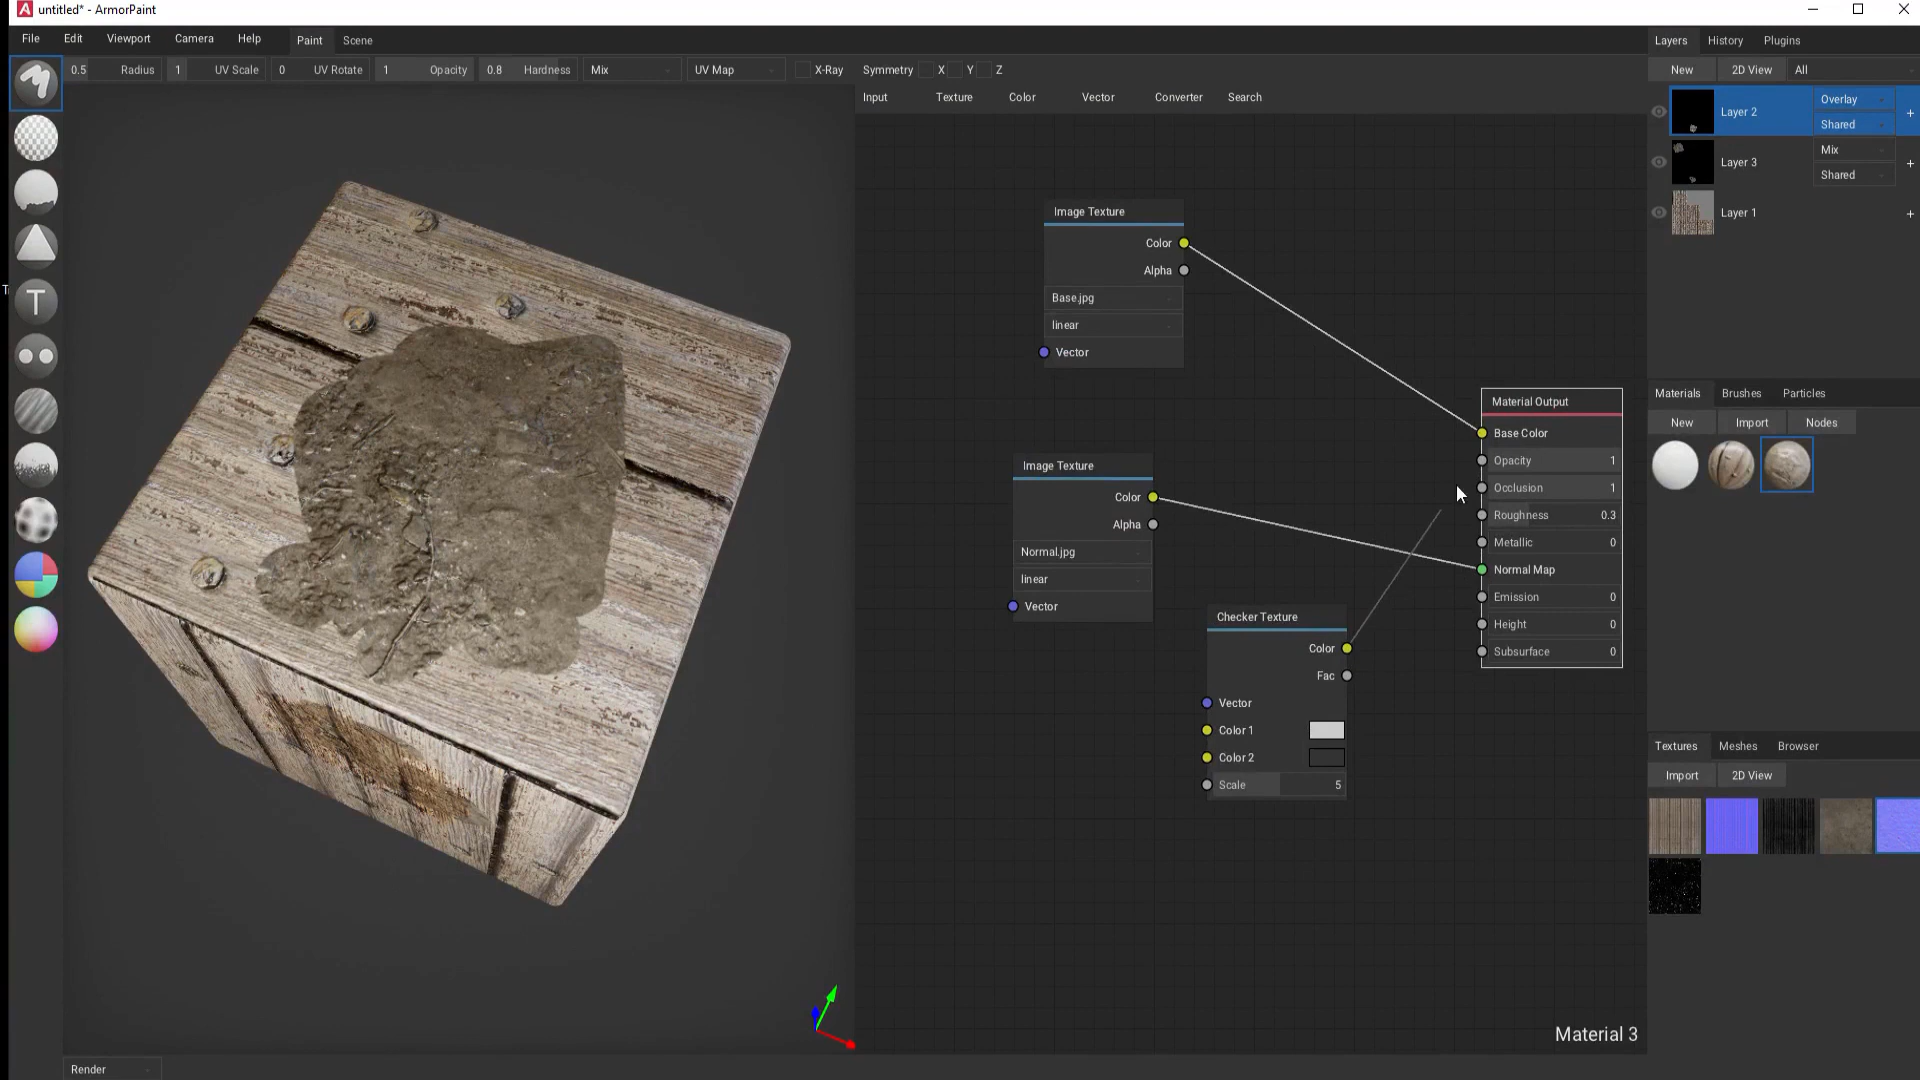 untitled* - ArmorPaint
File Edit Viewport Camera Help Paint Scene
Layers History Plugins
0.5 Radius 1 UV Scale 0 UV Rotate 1 Opacity 0.8 Hardness Mix UV Map X-Ray Symmetry X Y Z
New 2D View All
Input Texture Color Vector Converter Search
Layer 2
Overlay
Shared
Layer 3
Mix
Shared
Layer 1
Image Texture
Color
Alpha
Base.jpg
linear
Vector
Image Texture
Color
Alpha
Normal.jpg
linear
Vector
Checker Texture
Color
Fac
Vector
Color 1
Color 2
Scale 5
Material Output
Base Color
Opacity 1
Occlusion 1
Roughness 0.3
Metallic 0
Normal Map
Emission 0
Height 0
Subsurface 0
Materials Brushes Particles
New Import Nodes
T
Textures Meshes Browser
Import 2D View
Material 3
Render